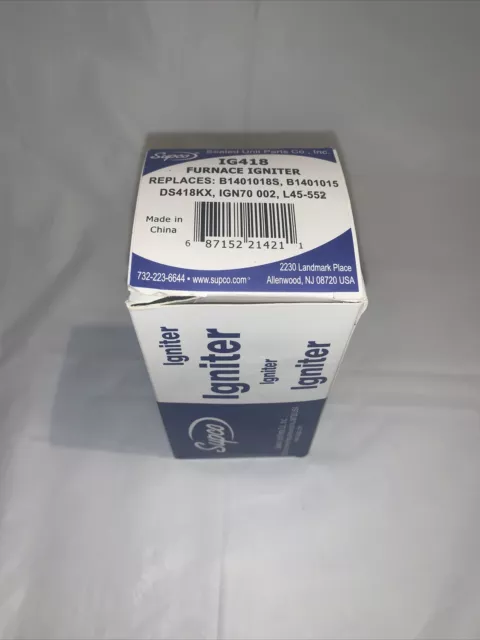 Supco Sealed Unit Parts Co., Inc.
IG418
FURNACE IGNITER
REPLACES: B1401018S, B1401015
DS418KX, IGN70 002, L45-552
Made in
China
6 87152 21421 1
2230 Landmark Place
732-223-6644 • www.supco.com Allenwood, NJ 08720 USA
Igniter
Igniter
Igniter
Igniter
Supco